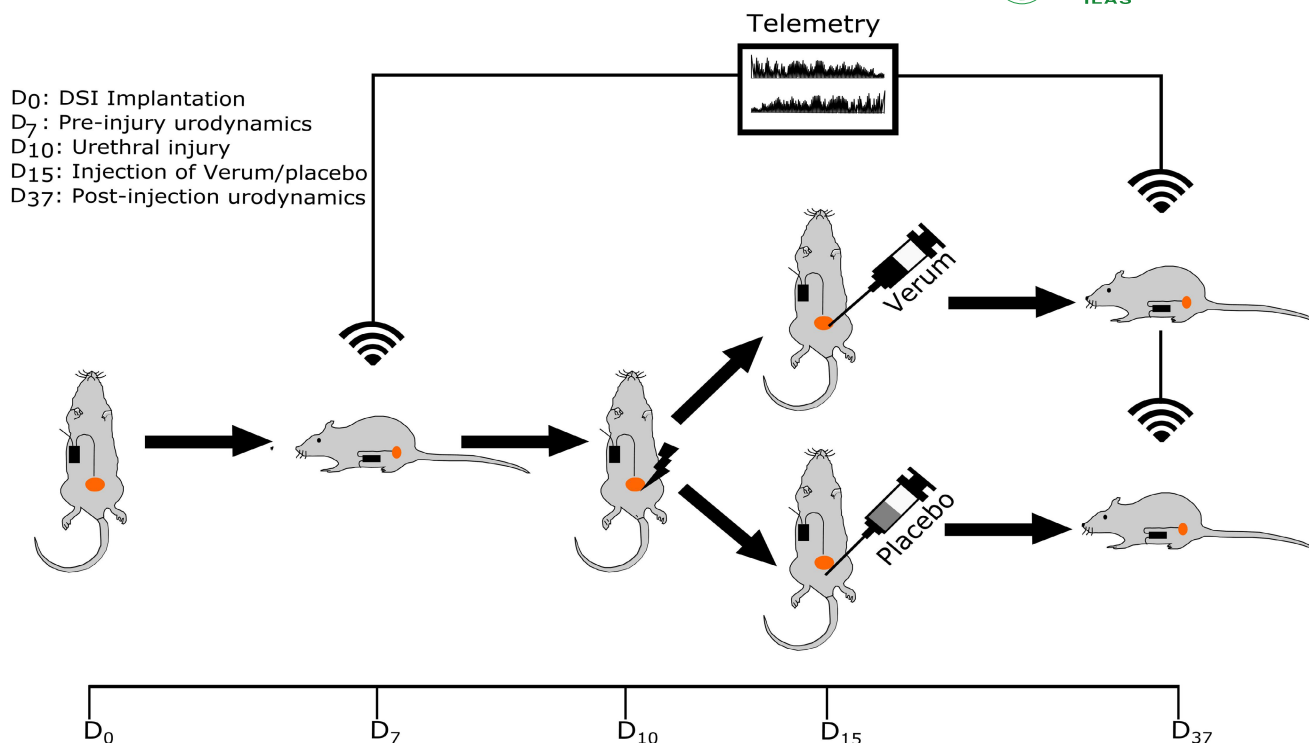 IEAS
Telemetry
D0: DSI Implantation
D7: Pre-injury urodynamics
D10: Urethral injury
D15: Injection of Verum/placebo
D37: Post-injection urodynamics
Verum
Placebo
D0 D7 D10 D15 D37